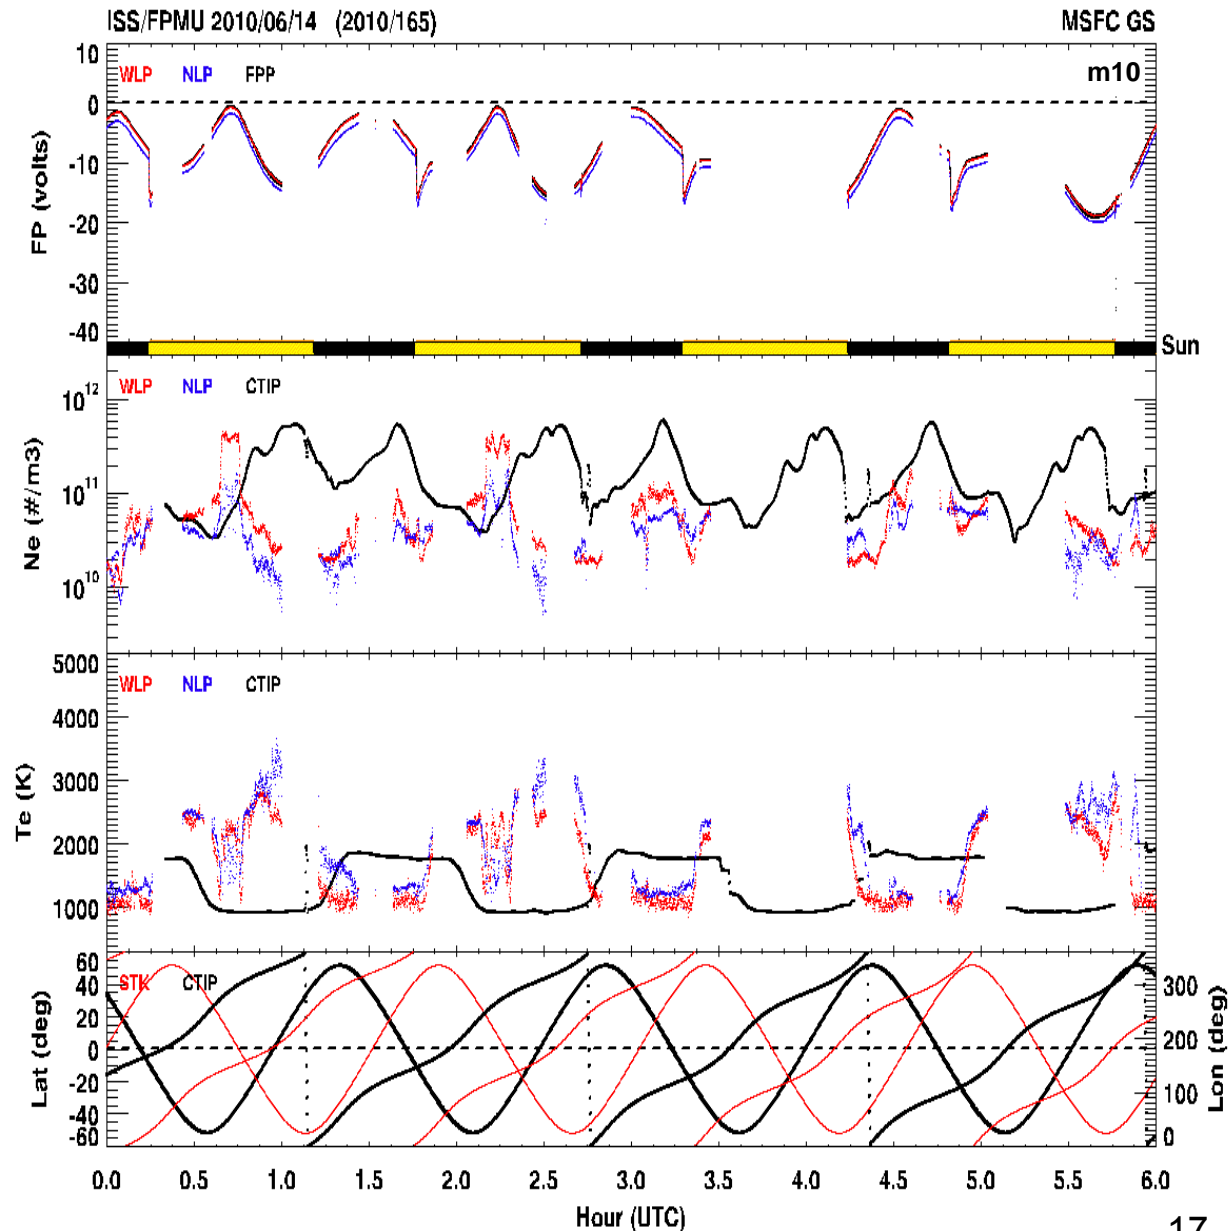 ISS/FPMU 2010/06/14 (2010/165) MSFC GS
WLP NLP FPP m10
10
0
-10
-20
-30
-40
FP (volts)
Sun
WLP NLP CTIP
10^12
10^11
10^10
Ne (#/m3)
WLP NLP CTIP
5000
4000
3000
2000
1000
Te (K)
STK CTIP
60
40
20
0
-20
-40
-60
Lat (deg)
300
200
100
0
Lon (deg)
0.0 0.5 1.0 1.5 2.0 2.5 3.0 3.5 4.0 4.5 5.0 5.5 6.0
Hour (UTC)
17